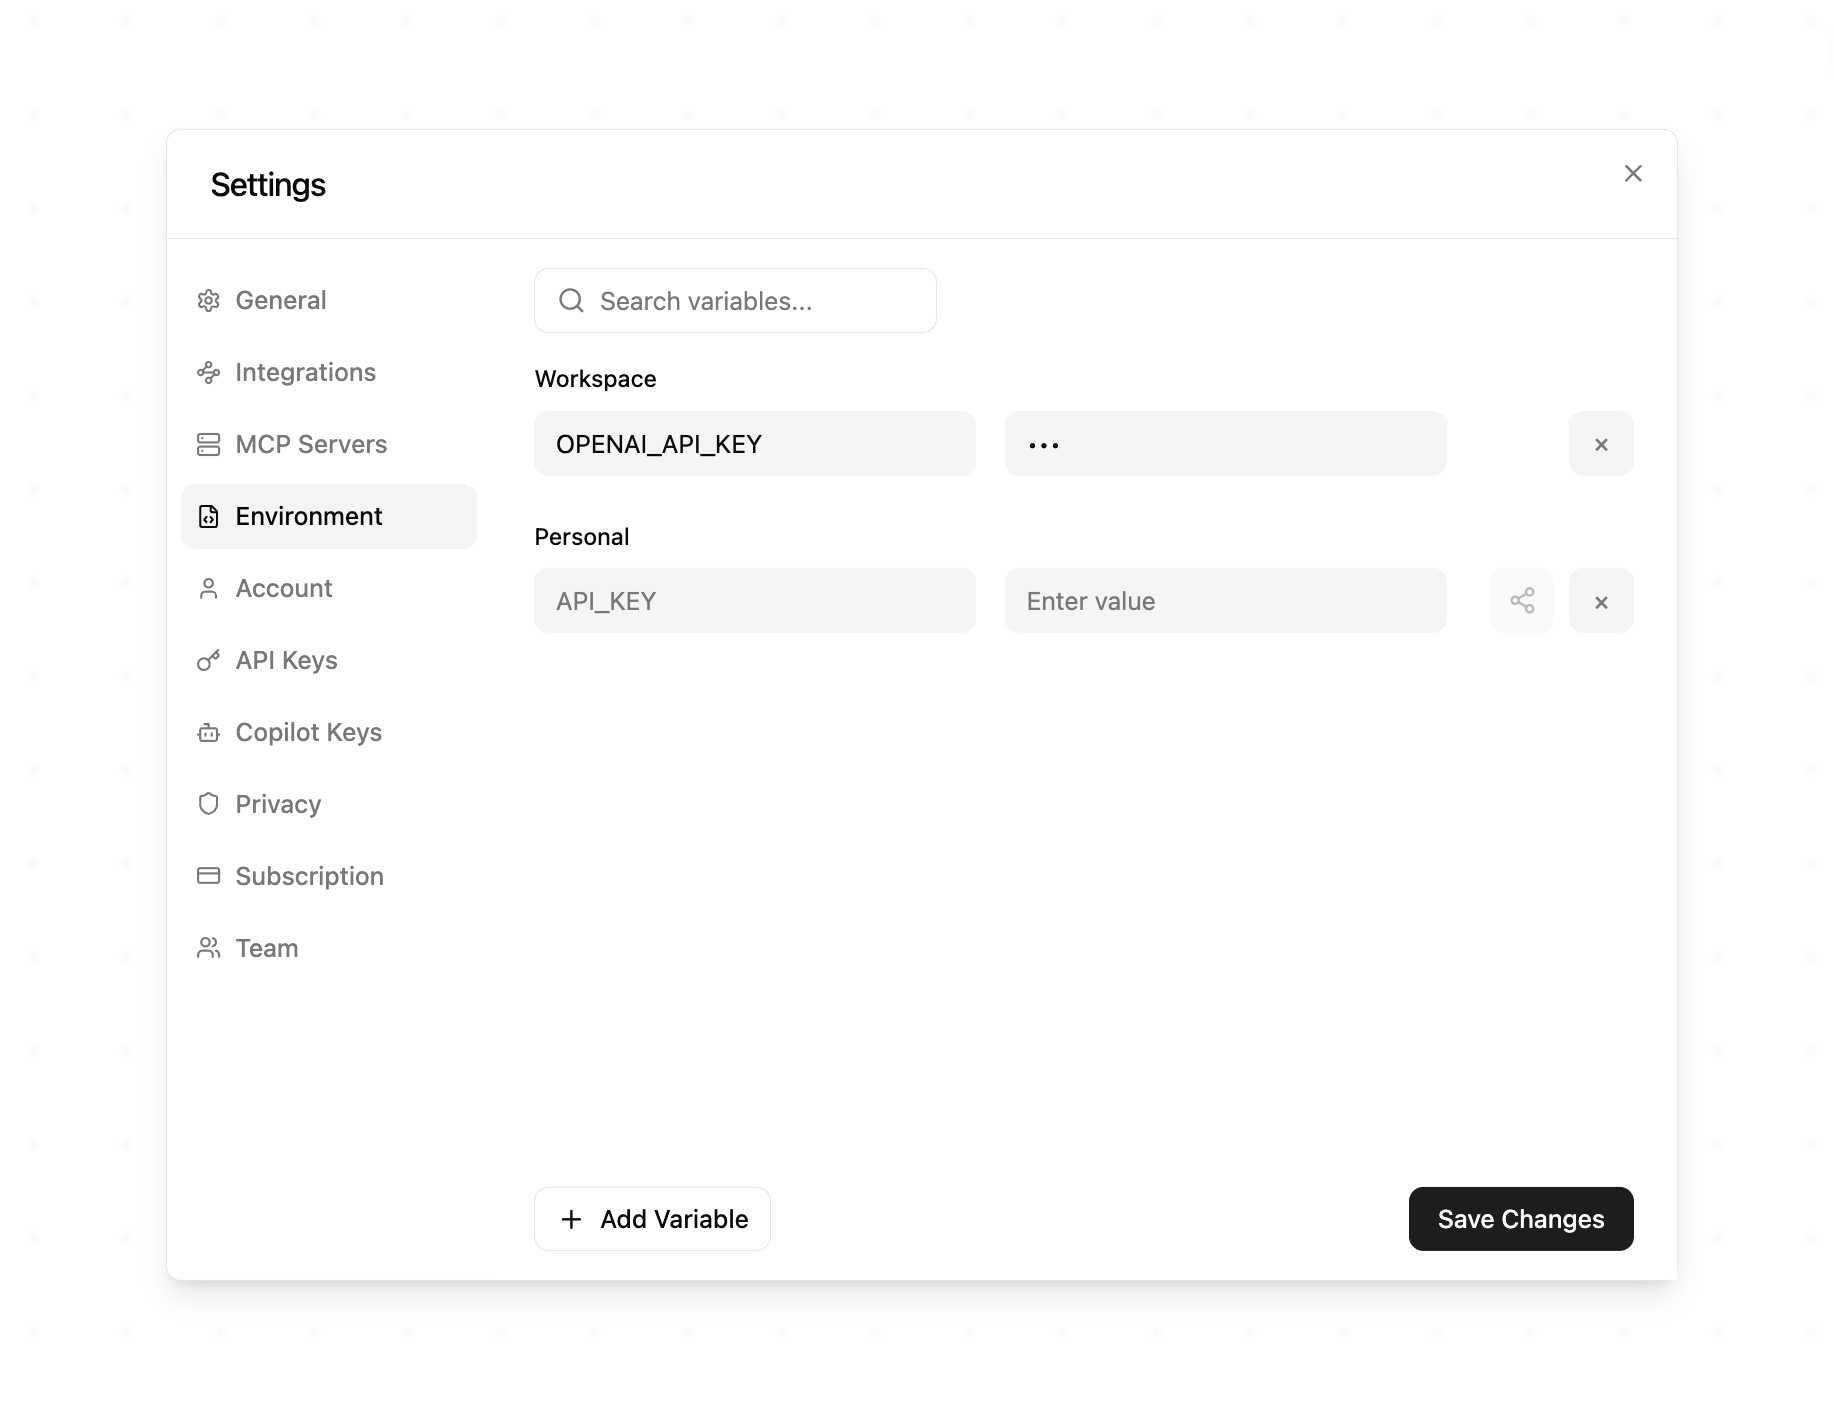 Settings
General
Integrations
MCP Servers
Environment
Account
API Keys
Copilot Keys
Privacy
Subscription
Team
Search variables...
Workspace
OPENAI_API_KEY
•••
Personal
API_KEY
Enter value
Add Variable
Save Changes